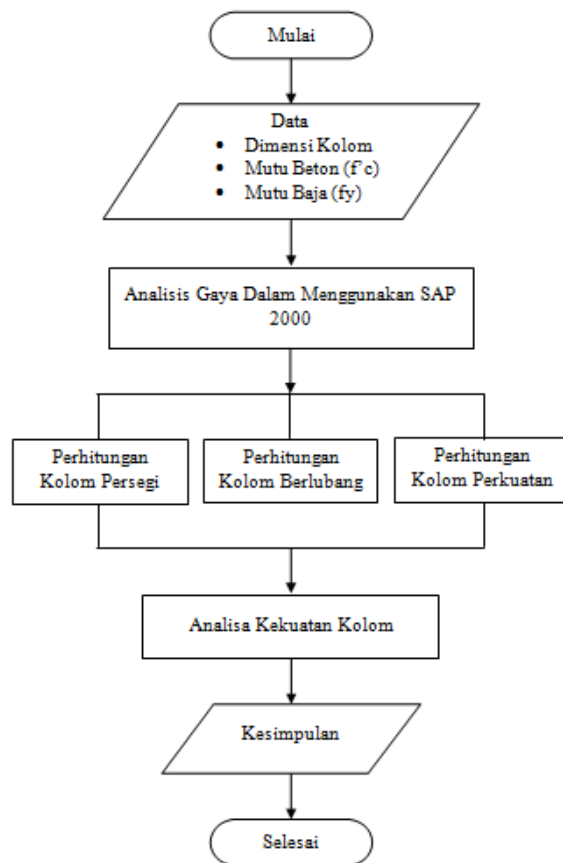 Mulai
Data
• Dimensi Kolom
• Mutu Beton (f’c)
• Mutu Baja (fy)
Analisis Gaya Dalam Menggunakan SAP
2000
Perhitungan
Kolom Persegi
Perhitungan
Kolom Berlubang
Perhitungan
Kolom Perkuatan
Analisa Kekuatan Kolom
Kesimpulan
Selesai